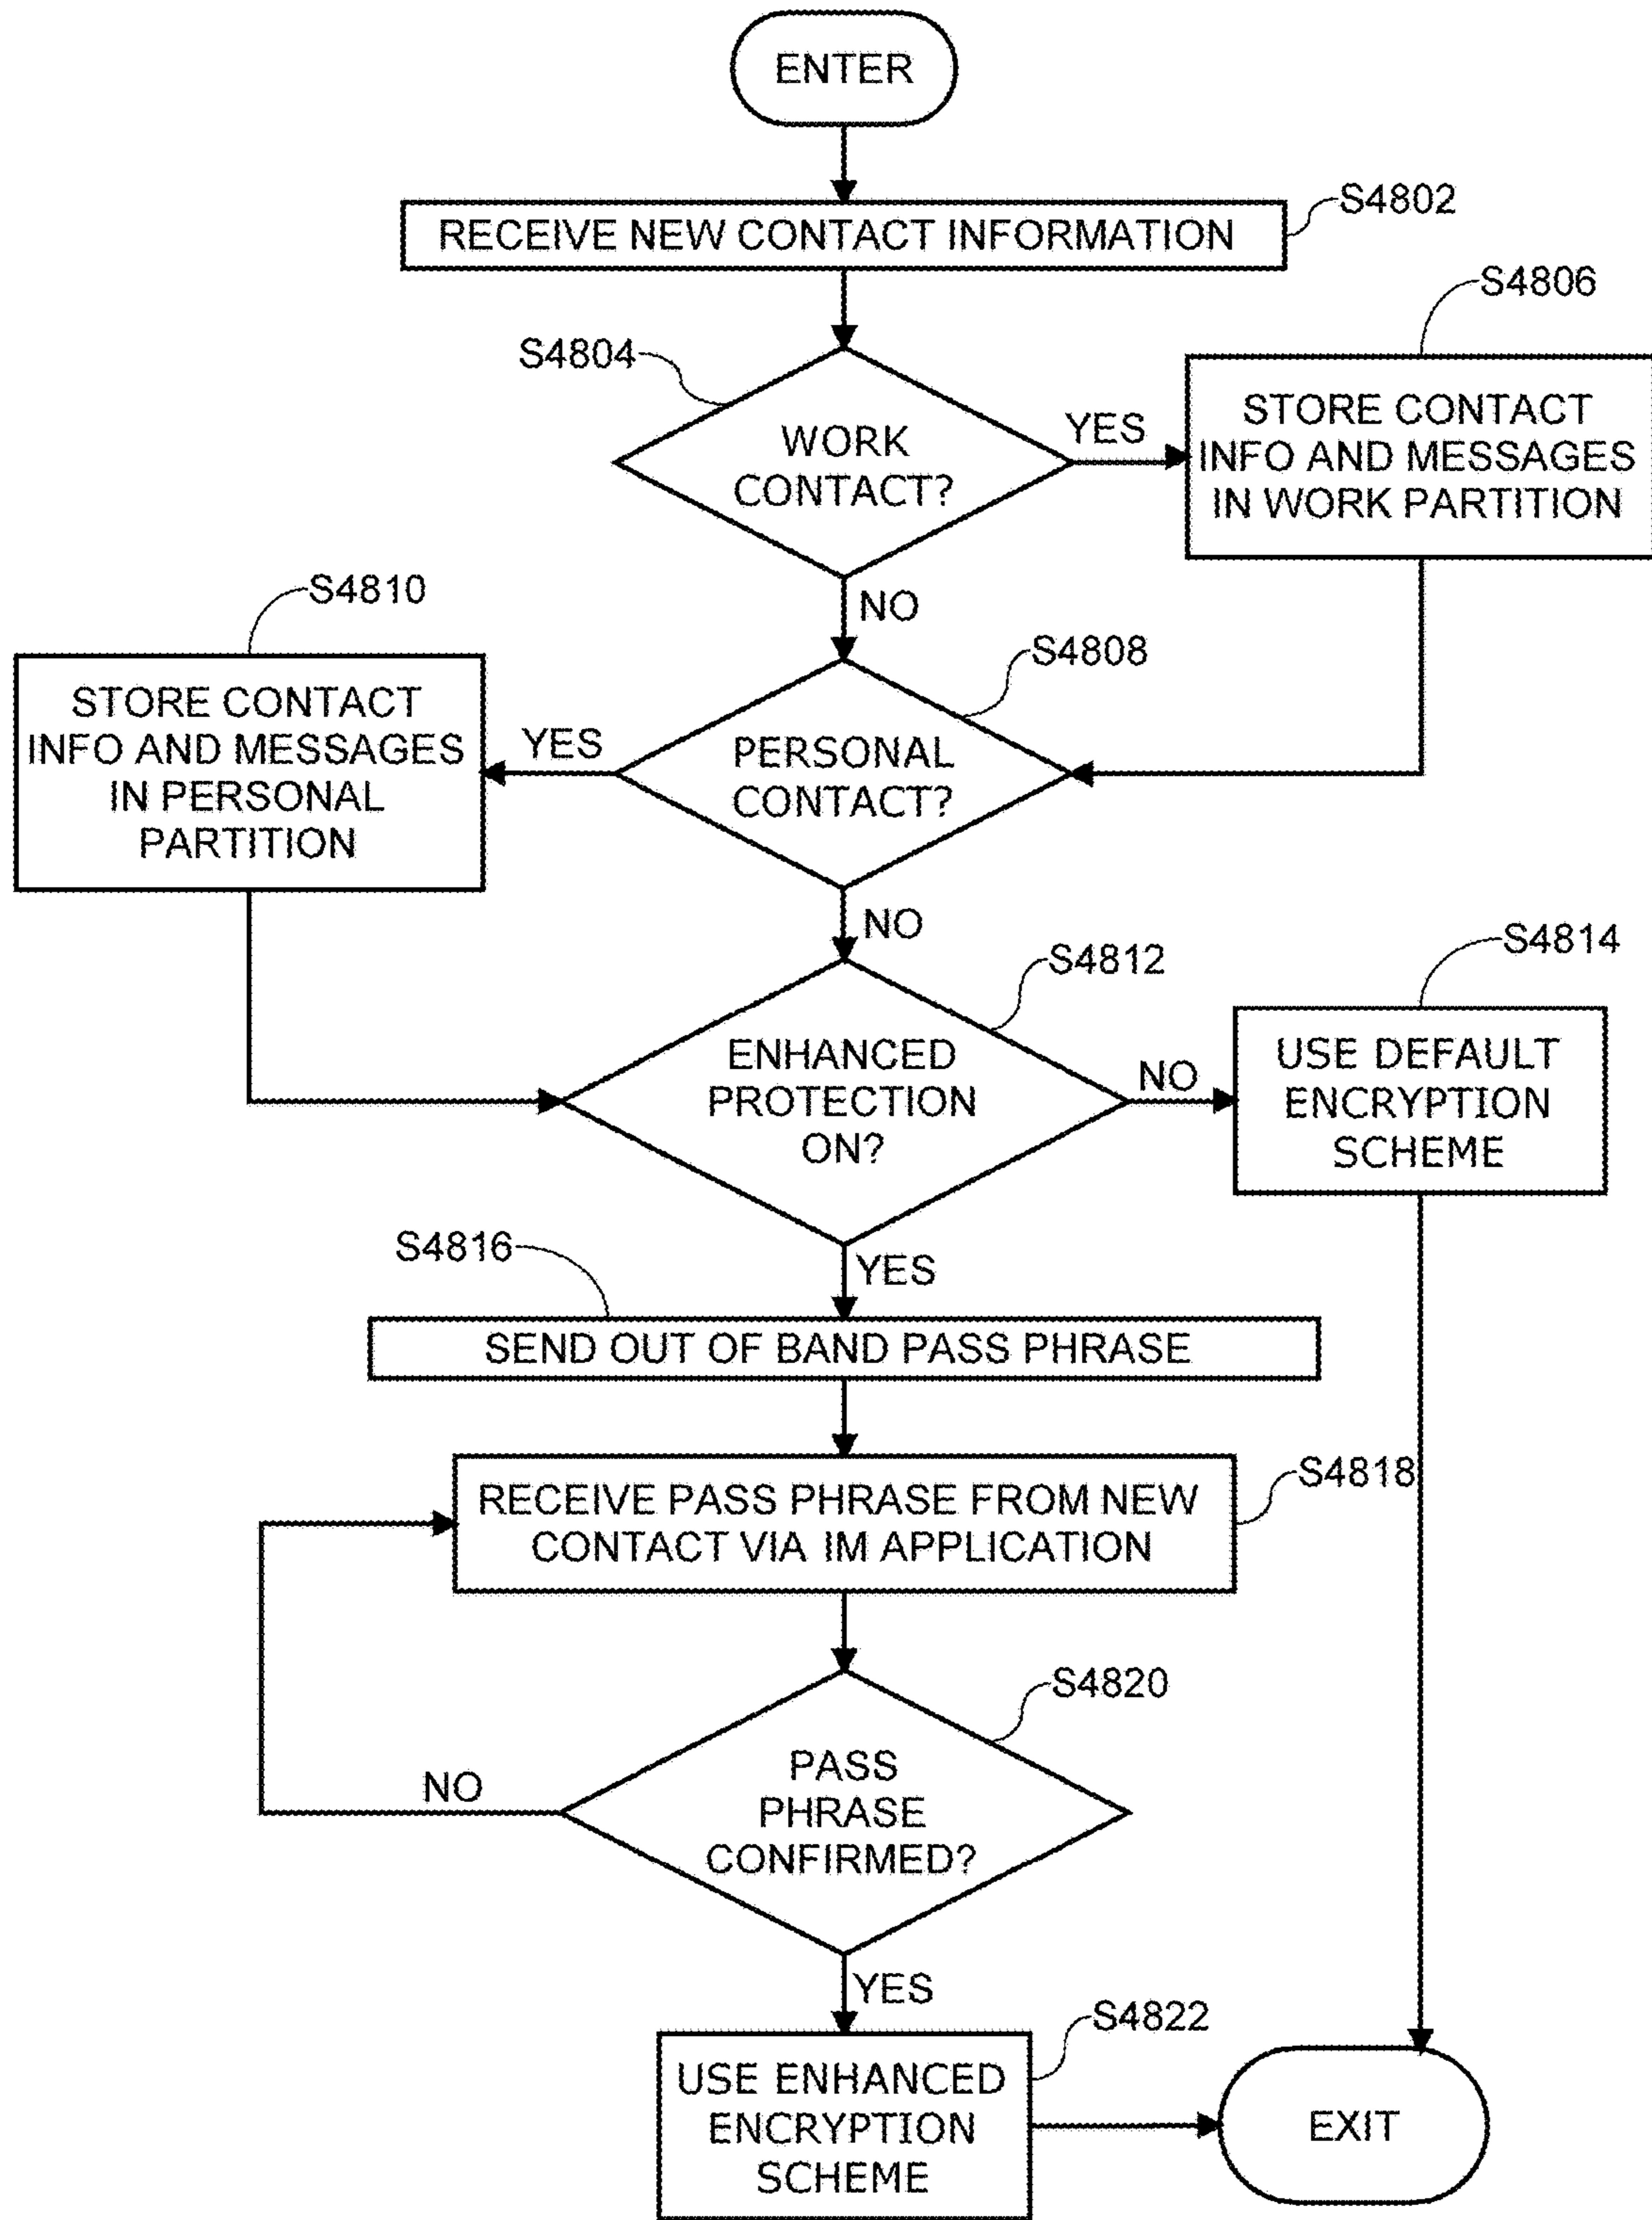 ENTER
S4802
RECEIVE NEW CONTACT INFORMATION
S4806
S4804
STORE CONTACT
INFO AND MESSAGES
IN WORK PARTITION
YES
WORK
CONTACT?
NO
S4810
S4808
STORE CONTACT
INFO AND MESSAGES
IN PERSONAL
PARTITION
YES
PERSONAL
CONTACT?
NO
S4812
S4814
ENHANCED
PROTECTION
ON?
NO
USE DEFAULT
ENCRYPTION
SCHEME
S4816
YES
SEND OUT OF BAND PASS PHRASE
S4818
RECEIVE PASS PHRASE FROM NEW
CONTACT VIA IM APPLICATION
S4820
PASS
PHRASE
CONFIRMED?
NO
YES
S4822
USE ENHANCED
ENCRYPTION
SCHEME
EXIT